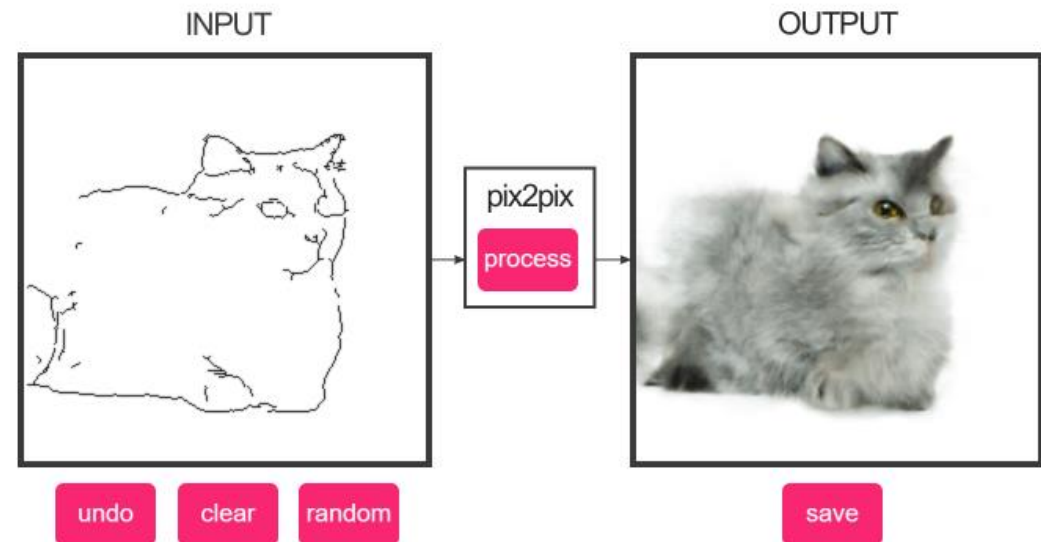 INPUT
OUTPUT
pix2pix
process
undo
clear
random
save